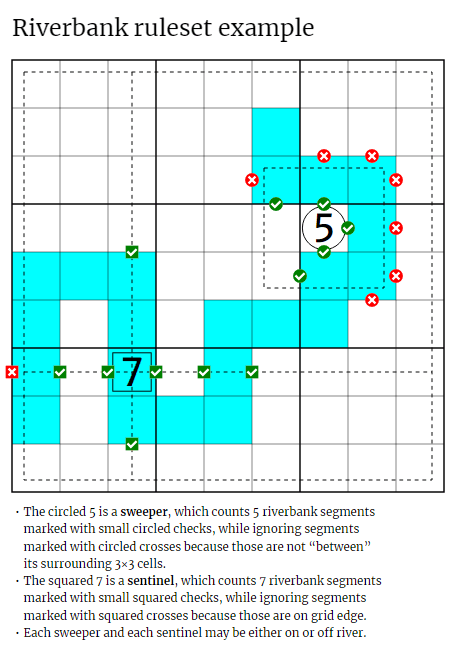 Riverbank ruleset example
5
7
· The circled 5 is a sweeper, which counts 5 riverbank segments
marked with small circled checks, while ignoring segments
marked with circled crosses because those are not “between”
its surrounding 3×3 cells.
· The squared 7 is a sentinel, which counts 7 riverbank segments
marked with small squared checks, while ignoring segments
marked with squared crosses because those are on grid edge.
· Each sweeper and each sentinel may be either on or off river.